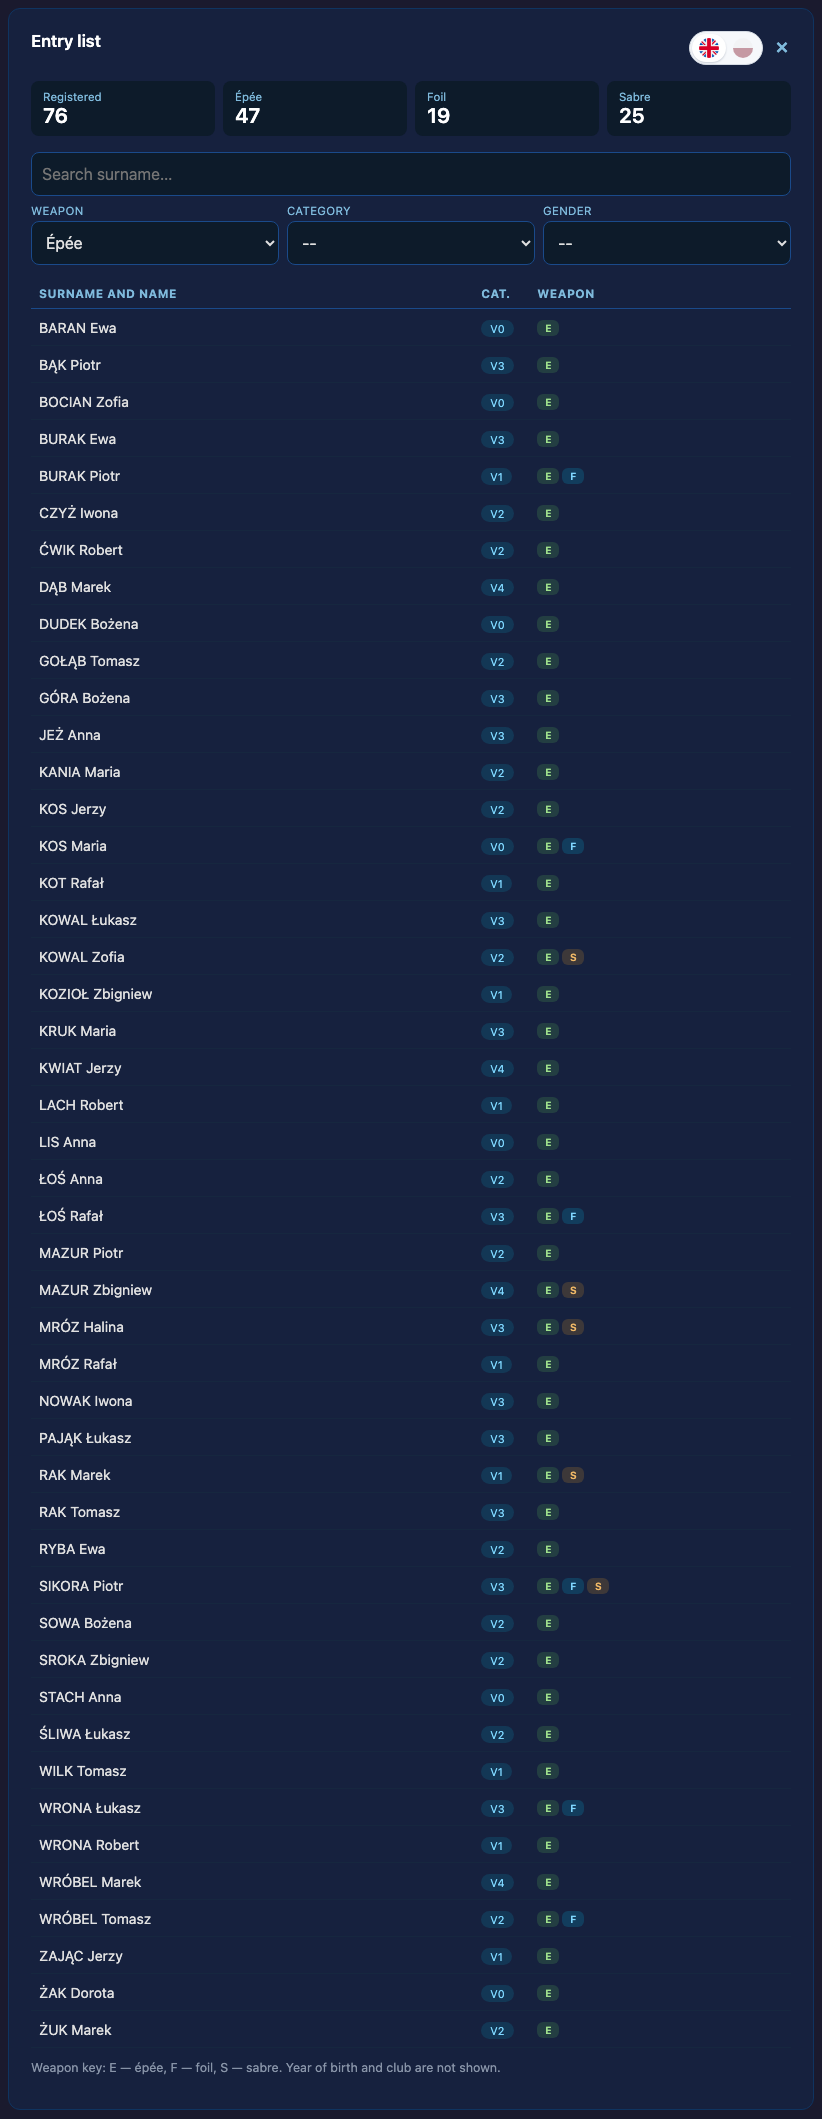 Entry list
×
Registered Épée Foil Sabre
76 47 19 25
Search surname...
WEAPON CATEGORY GENDER
Épée -- --
SURNAME AND NAME CAT. WEAPON
BARAN Ewa V0 E
BĄK Piotr V3 E
BOCIAN Zofia V0 E
BURAK Ewa V3 E
BURAK Piotr V1 E F
CZYŻ Iwona V2 E
ĆWIK Robert V2 E
DĄB Marek V4 E
DUDEK Bożena V0 E
GOŁĄB Tomasz V2 E
GÓRA Bożena V3 E
JEŻ Anna V3 E
KANIA Maria V2 E
KOS Jerzy V2 E
KOS Maria V0 E F
KOT Rafał V1 E
KOWAL Łukasz V3 E
KOWAL Zofia V2 E S
KOZIOŁ Zbigniew V1 E
KRUK Maria V3 E
KWIAT Jerzy V4 E
LACH Robert V1 E
LIS Anna V0 E
ŁOŚ Anna V2 E
ŁOŚ Rafał V3 E F
MAZUR Piotr V2 E
MAZUR Zbigniew V4 E S
MRÓZ Halina V3 E S
MRÓZ Rafał V1 E
NOWAK Iwona V3 E
PAJĄK Łukasz V3 E
RAK Marek V1 E S
RAK Tomasz V3 E
RYBA Ewa V2 E
SIKORA Piotr V3 E F S
SOWA Bożena V2 E
SROKA Zbigniew V2 E
STACH Anna V0 E
ŚLIWA Łukasz V2 E
WILK Tomasz V1 E
WRONA Łukasz V3 E F
WRONA Robert V1 E
WRÓBEL Marek V4 E
WRÓBEL Tomasz V2 E F
ZAJĄC Jerzy V1 E
ŻAK Dorota V0 E
ŻUK Marek V2 E
Weapon key: E — épée, F — foil, S — sabre. Year of birth and club are not shown.